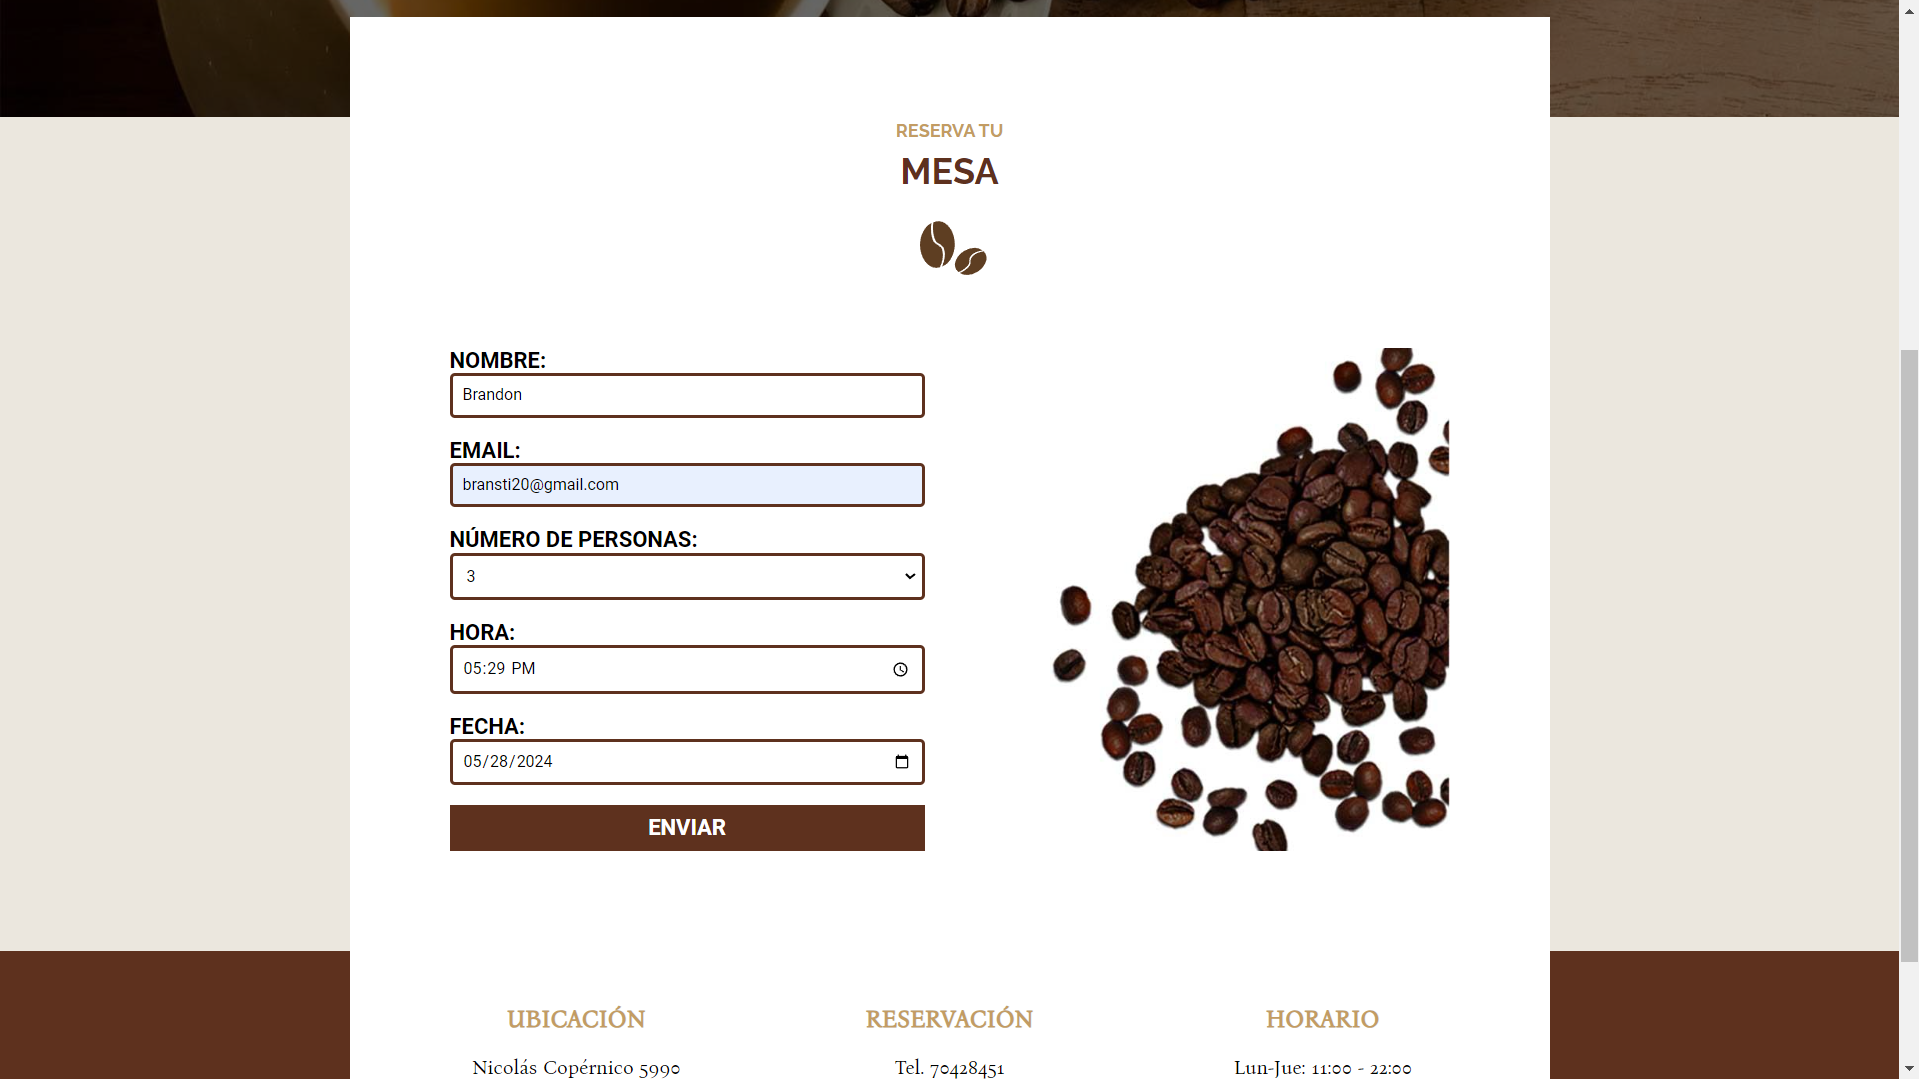 RESERVA TU
MESA
NOMBRE:
Brandon
EMAIL:
bransti20@gmail.com
NÚMERO DE PERSONAS:
3
HORA:
05:29 PM
FECHA:
05/28/2024
ENVIAR
UBICACIÓN
RESERVACIÓN
HORARIO
Nicolás Copérnico 5990
Tel. 70428451
Lun-Jue: 11:00 - 22:00